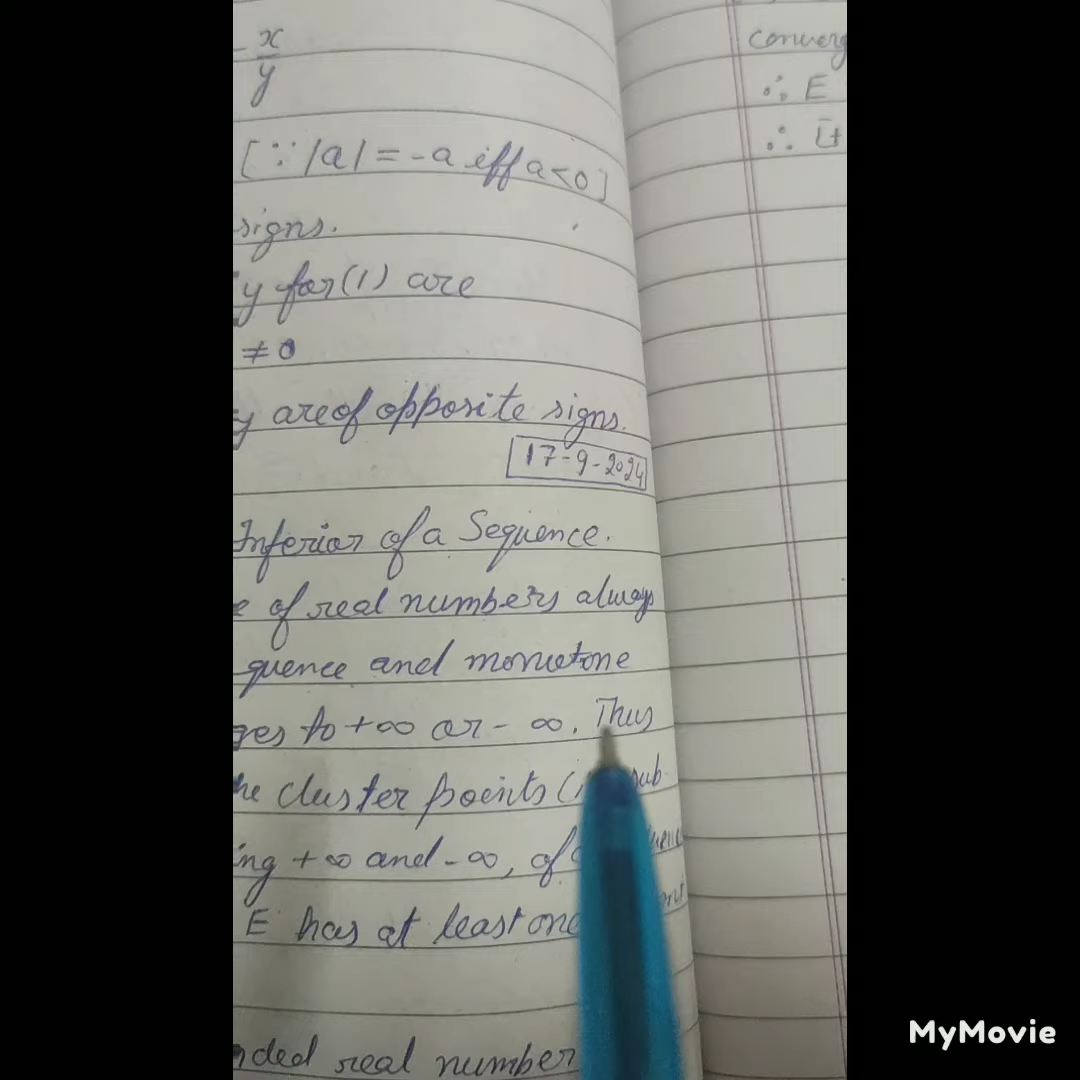 - x/y
[∵ |a| = -a iff a<0]
signs.
y for (1) are
≠ 0
y are of opposite signs.
17-9-2024
Inferior of a Sequence.
e of real numbers always
quence and monotone
ges to +∞ or -∞. Thus
he cluster points ( sub
ing +∞ and -∞, of
E has at least one
nded real number
converg
∴ E
∴ It
MyMovie